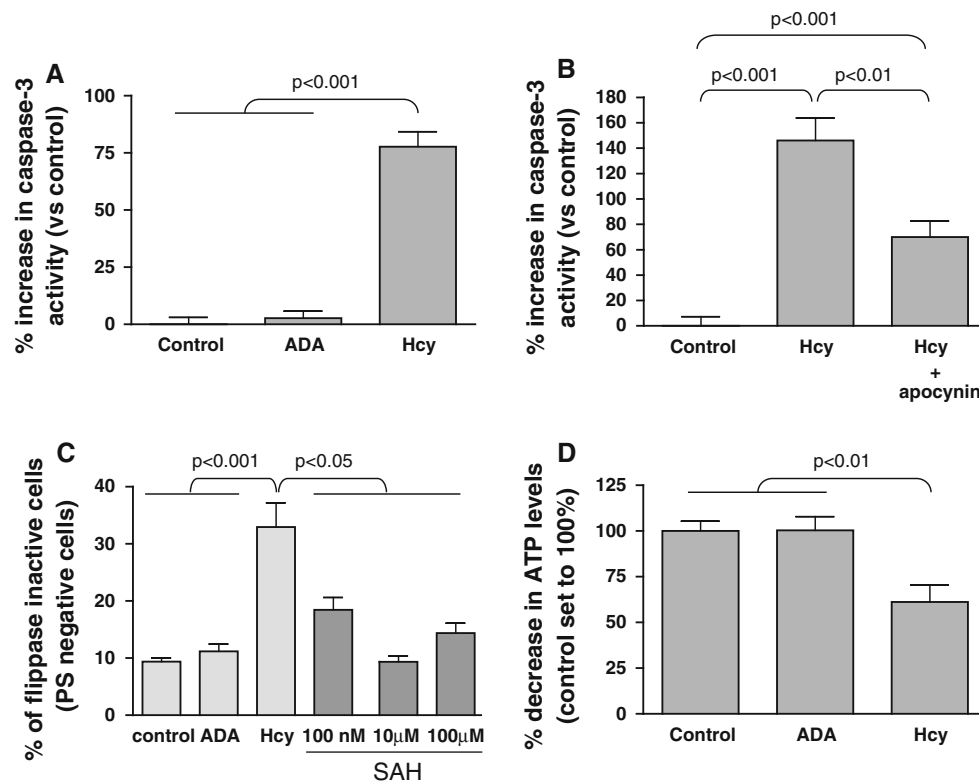 A
p<0.001
% increase in caspase-3
activity (vs control)
100
75
50
25
0
Control ADA Hcy
B
p<0.001
p<0.001 p<0.01
% increase in caspase-3
activity (vs control)
180
160
140
120
100
80
60
40
20
0
Control Hcy Hcy
+
apocynin
C
p<0.001 p<0.05
% of flippase inactive cells
(PS negative cells)
40
30
20
10
0
control ADA Hcy 100 nM 10μM 100μM
SAH
D
p<0.01
% decrease in ATP levels
(control set to 100%)
125
100
75
50
25
0
Control ADA Hcy